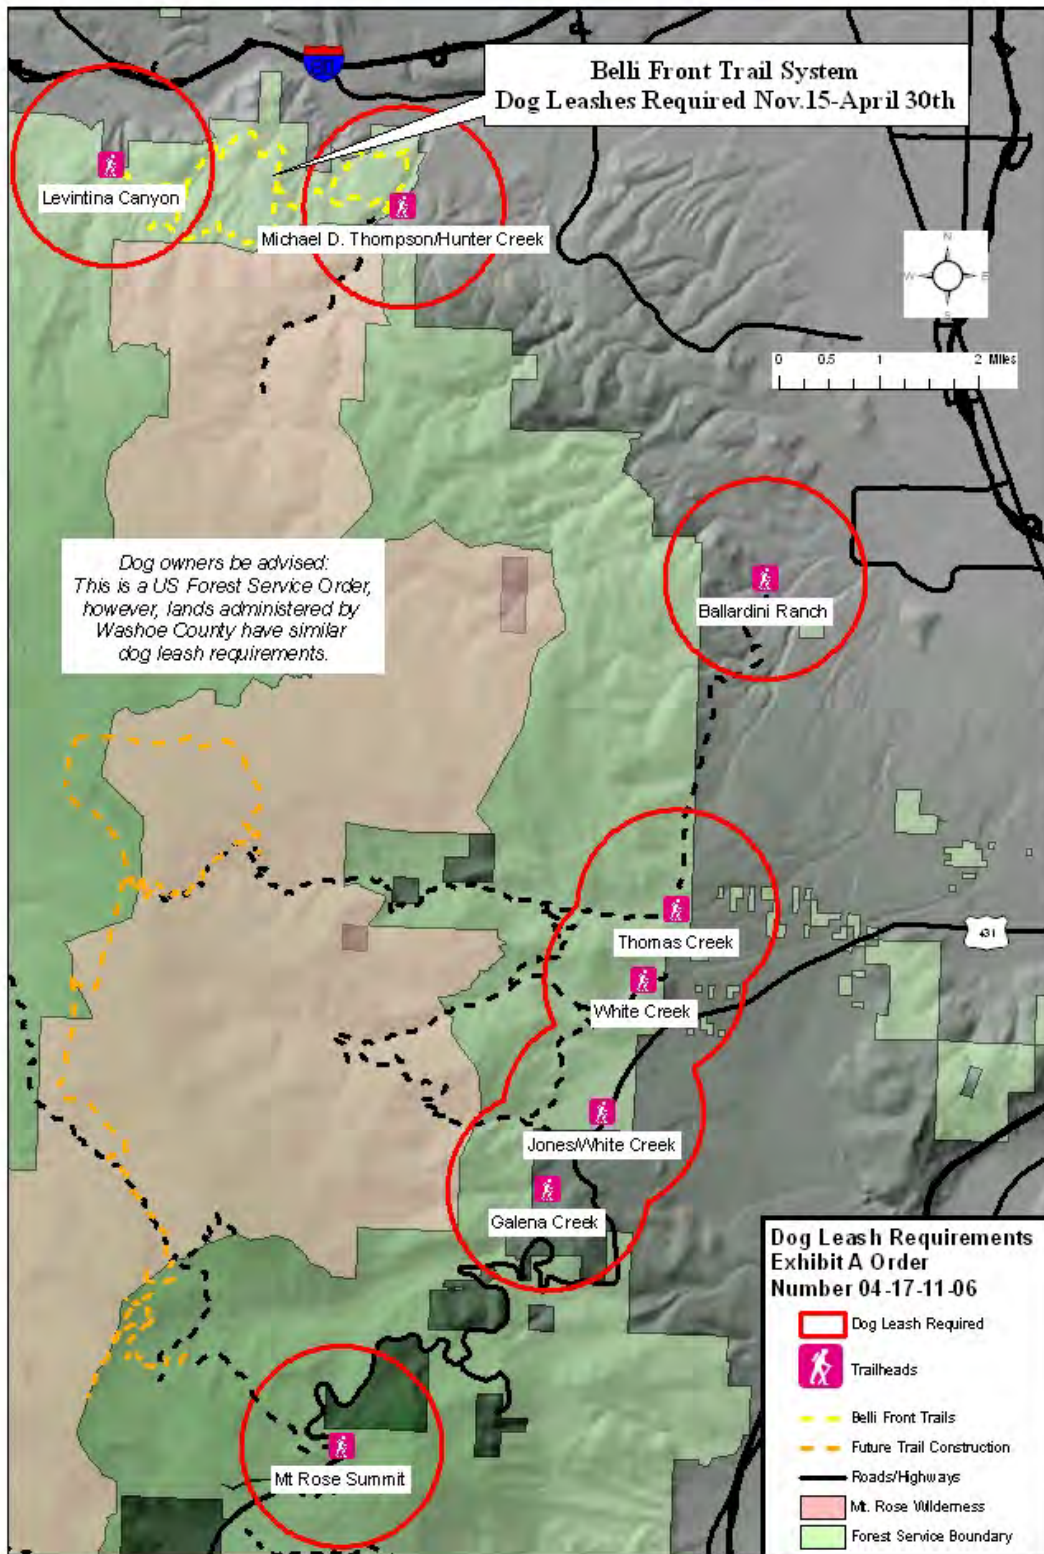 80
Belli Front Trail System
Dog Leashes Required Nov.15-April 30th
Levintina Canyon
Michael D. Thompson/Hunter Creek
N
W E
S
0 0.5 1 2 Miles
Dog owners be advised:
This is a US Forest Service Order,
however, lands administered by
Washoe County have similar
dog leash requirements.
Ballardini Ranch
Thomas Creek
431
White Creek
Jones/White Creek
Galena Creek
Mt Rose Summit
Dog Leash Requirements
Exhibit A Order
Number 04-17-11-06
Dog Leash Required
Trailheads
Belli Front Trails
Future Trail Construction
Roads/Highways
Mt. Rose Wilderness
Forest Service Boundary